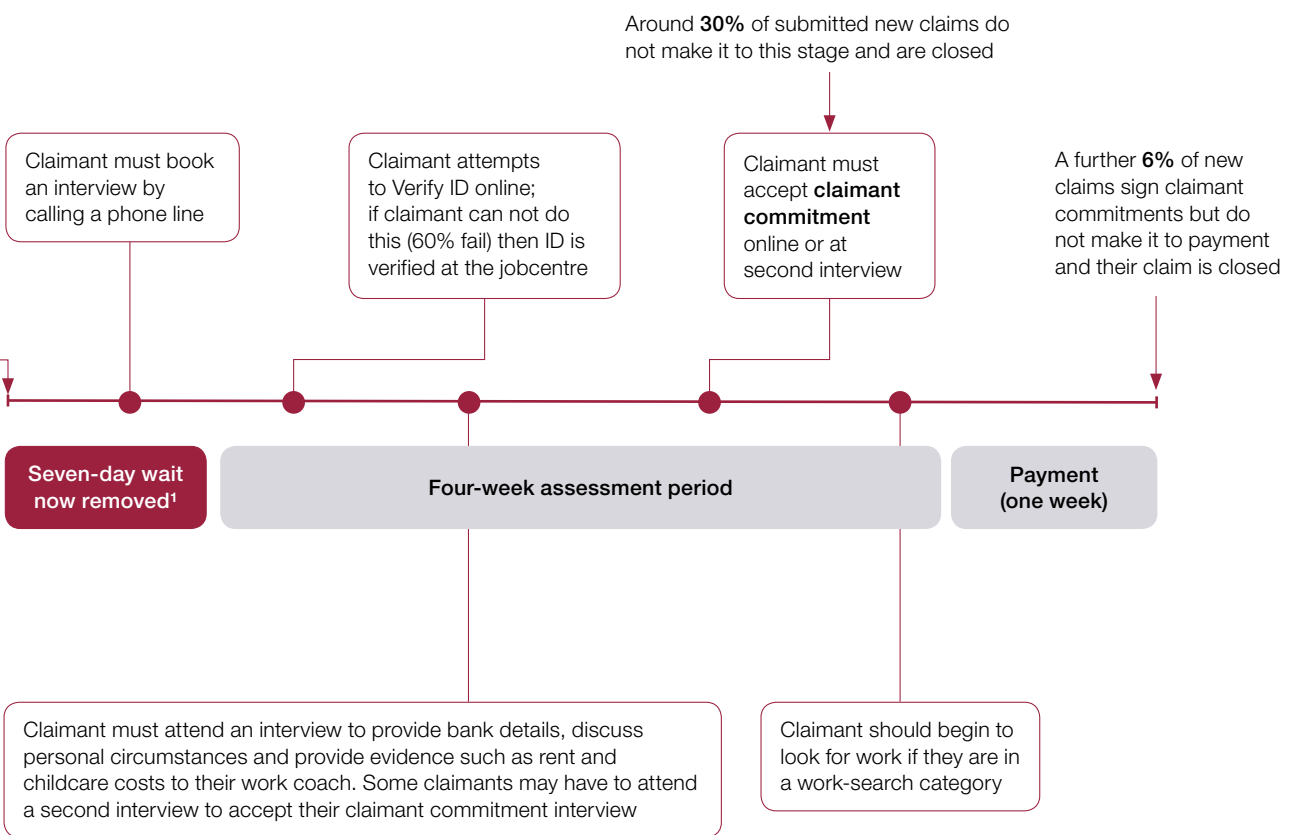 Around 30% of submitted new claims do
not make it to this stage and are closed
Claimant must book
an interview by
calling a phone line
Claimant attempts
to Verify ID online;
if claimant can not do
this (60% fail) then ID is
verified at the jobcentre
Claimant must
accept claimant
commitment
online or at
second interview
A further 6% of new
claims sign claimant
commitments but do
not make it to payment
and their claim is closed
Seven-day wait
now removed¹
Four-week assessment period
Payment
(one week)
Claimant must attend an interview to provide bank details, discuss
personal circumstances and provide evidence such as rent and
childcare costs to their work coach. Some claimants may have to attend
a second interview to accept their claimant commitment interview
Claimant should begin to
look for work if they are in
a work-search category